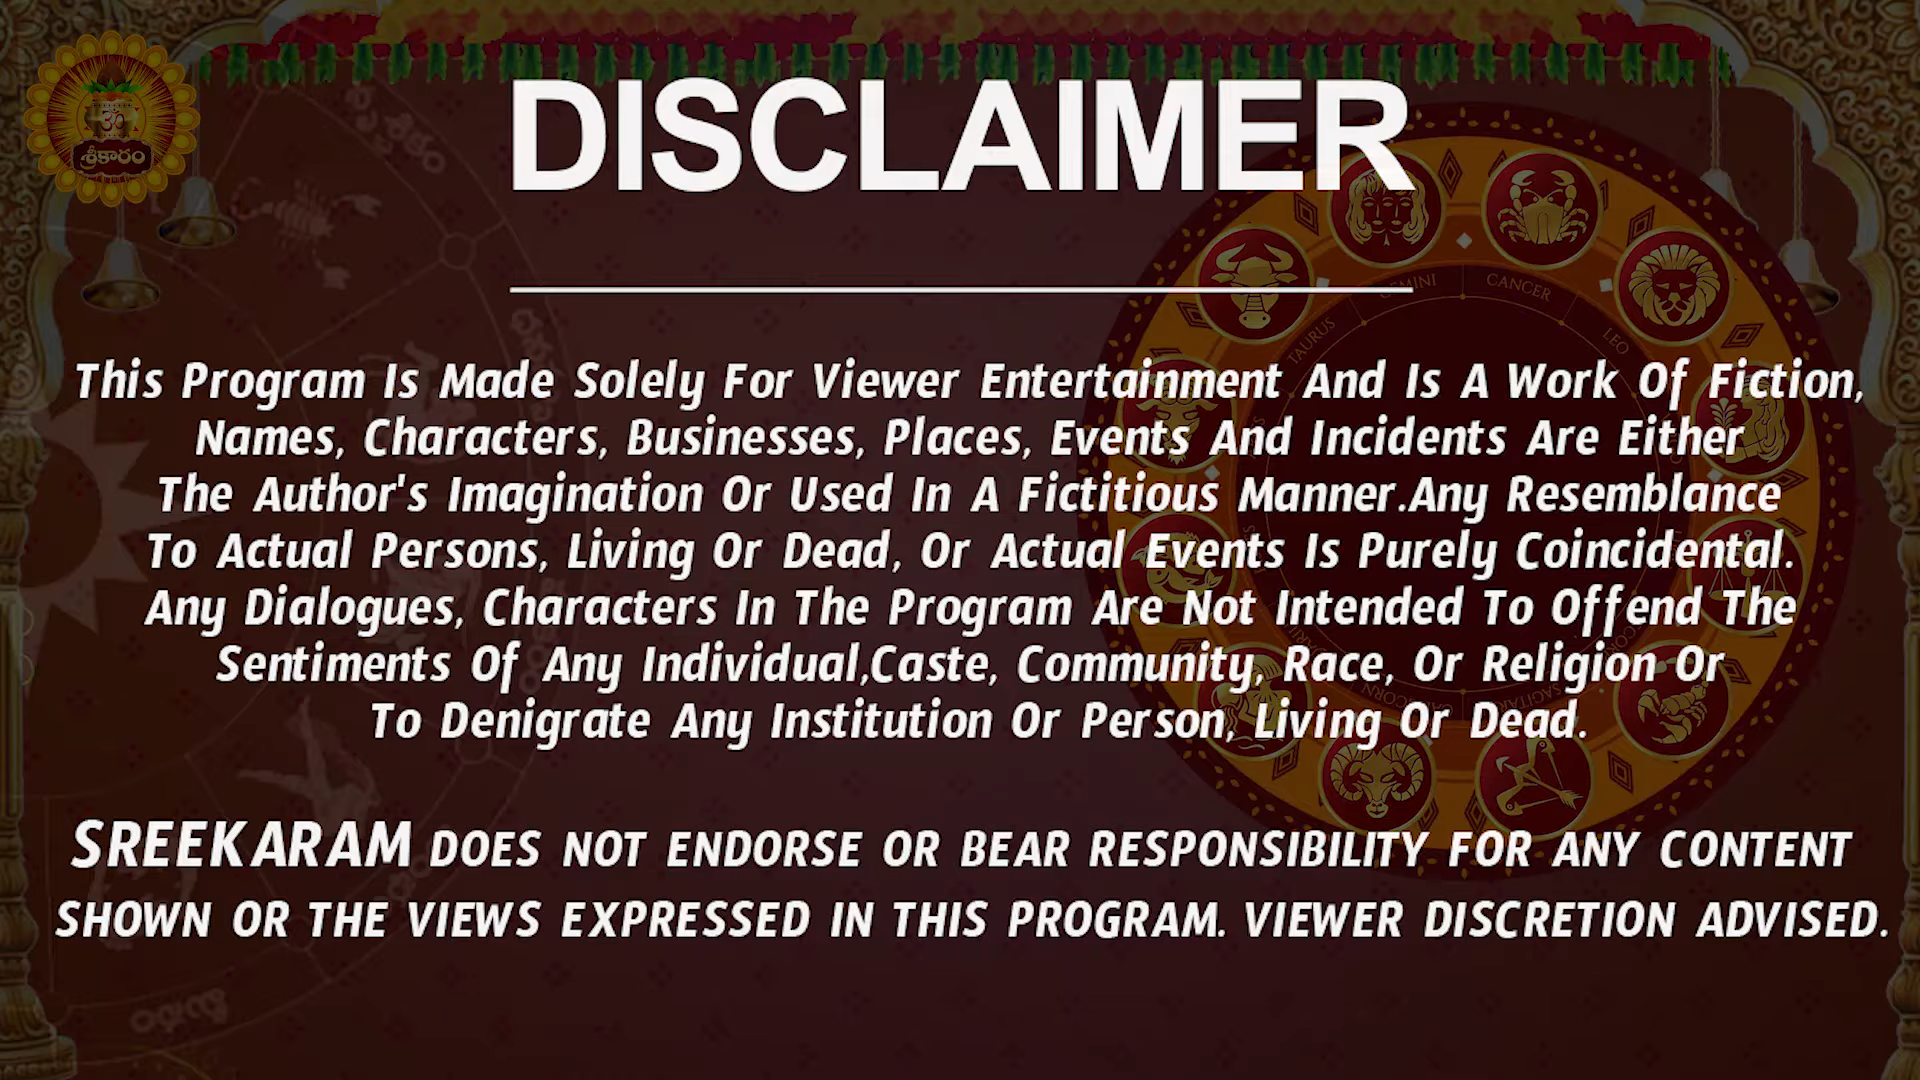 श्रीకారం
DISCLAIMER
GEMINI
CANCER
TAURUS
LEO
This Program Is Made Solely For Viewer Entertainment And Is A Work Of Fiction,
Names, Characters, Businesses, Places, Events And Incidents Are Either
The Author's Imagination Or Used In A Fictitious Manner.Any Resemblance
To Actual Persons, Living Or Dead, Or Actual Events Is Purely Coincidental.
Any Dialogues, Characters In The Program Are Not Intended To Offend The
Sentiments Of Any Individual,Caste, Community, Race, Or Religion Or
To Denigrate Any Institution Or Person, Living Or Dead.
SREEKARAM DOES NOT ENDORSE OR BEAR RESPONSIBILITY FOR ANY CONTENT
SHOWN OR THE VIEWS EXPRESSED IN THIS PROGRAM. VIEWER DISCRETION ADVISED.